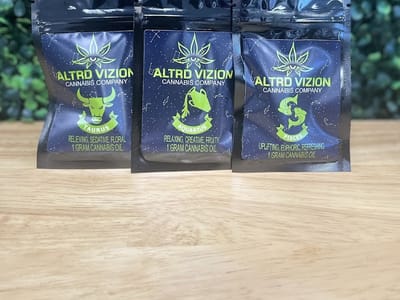 ALTRD VIZION
CANNABIS COMPANY
TAURUS
RELIEVING, SEDATIVE, FLORAL
1 GRAM CANNABIS OIL
ALTRD VIZION
CANNABIS COMPANY
AQUARIUS
RELAXING, CREATIVE, FRUITY
1 GRAM CANNABIS OIL
ALTRD VIZION
CANNABIS COMPANY
UPLIFTING, EUPHORIC, REFRESHING
1 GRAM CANNABIS OIL